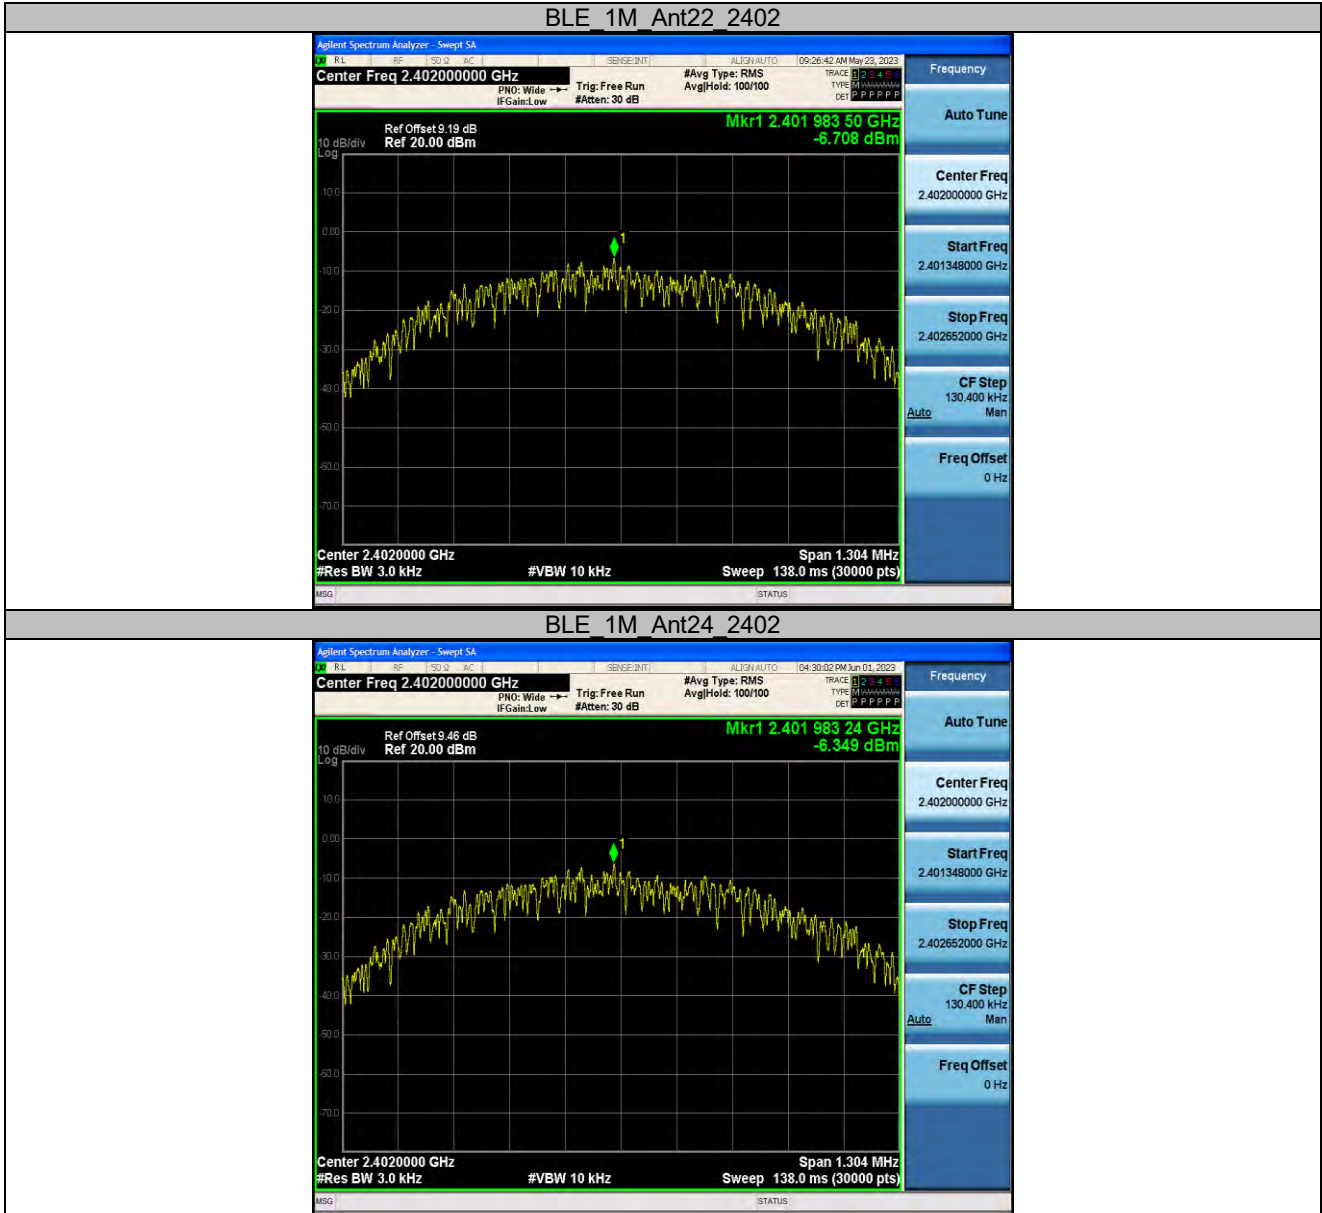 BLE_1M_Ant22_2402
Agilent Spectrum Analyzer - Swept SA
RL RF 50 Ω AC SENSE:INT ALIGN AUTO 09:26:42 AM May 23, 2023
Center Freq 2.402000000 GHz
PNO: Wide
IFGain:Low
Trig: Free Run
#Atten: 30 dB
#Avg Type: RMS
Avg|Hold: 100/100
TRACE 1 2 3 4 5
TYPE M
DET P P P P P P
Frequency
Mkr1 2.401 983 50 GHz
-6.708 dBm
Ref Offset 9.19 dB
10 dB/div Ref 20.00 dBm
Log
10.0
0.00
-10.0
-20.0
-30.0
-40.0
-50.0
-60.0
-70.0
1
Center 2.4020000 GHz Span 1.304 MHz
#Res BW 3.0 kHz #VBW 10 kHz Sweep 138.0 ms (30000 pts)
MSG STATUS
Auto Tune
Center Freq
2.402000000 GHz
Start Freq
2.401348000 GHz
Stop Freq
2.402652000 GHz
CF Step
130.400 kHz
Auto Man
Freq Offset
0 Hz
BLE_1M_Ant24_2402
Agilent Spectrum Analyzer - Swept SA
RL RF 50 Ω AC SENSE:INT ALIGN AUTO 04:30:02 PM Jun 01, 2023
Center Freq 2.402000000 GHz
PNO: Wide
IFGain:Low
Trig: Free Run
#Atten: 30 dB
#Avg Type: RMS
Avg|Hold: 100/100
TRACE 1 2 3 4 5
TYPE M
DET P P P P P P
Frequency
Mkr1 2.401 983 24 GHz
-6.349 dBm
Ref Offset 9.46 dB
10 dB/div Ref 20.00 dBm
Log
10.0
0.00
-10.0
-20.0
-30.0
-40.0
-50.0
-60.0
-70.0
1
Center 2.4020000 GHz Span 1.304 MHz
#Res BW 3.0 kHz #VBW 10 kHz Sweep 138.0 ms (30000 pts)
MSG STATUS
Auto Tune
Center Freq
2.402000000 GHz
Start Freq
2.401348000 GHz
Stop Freq
2.402652000 GHz
CF Step
130.400 kHz
Auto Man
Freq Offset
0 Hz